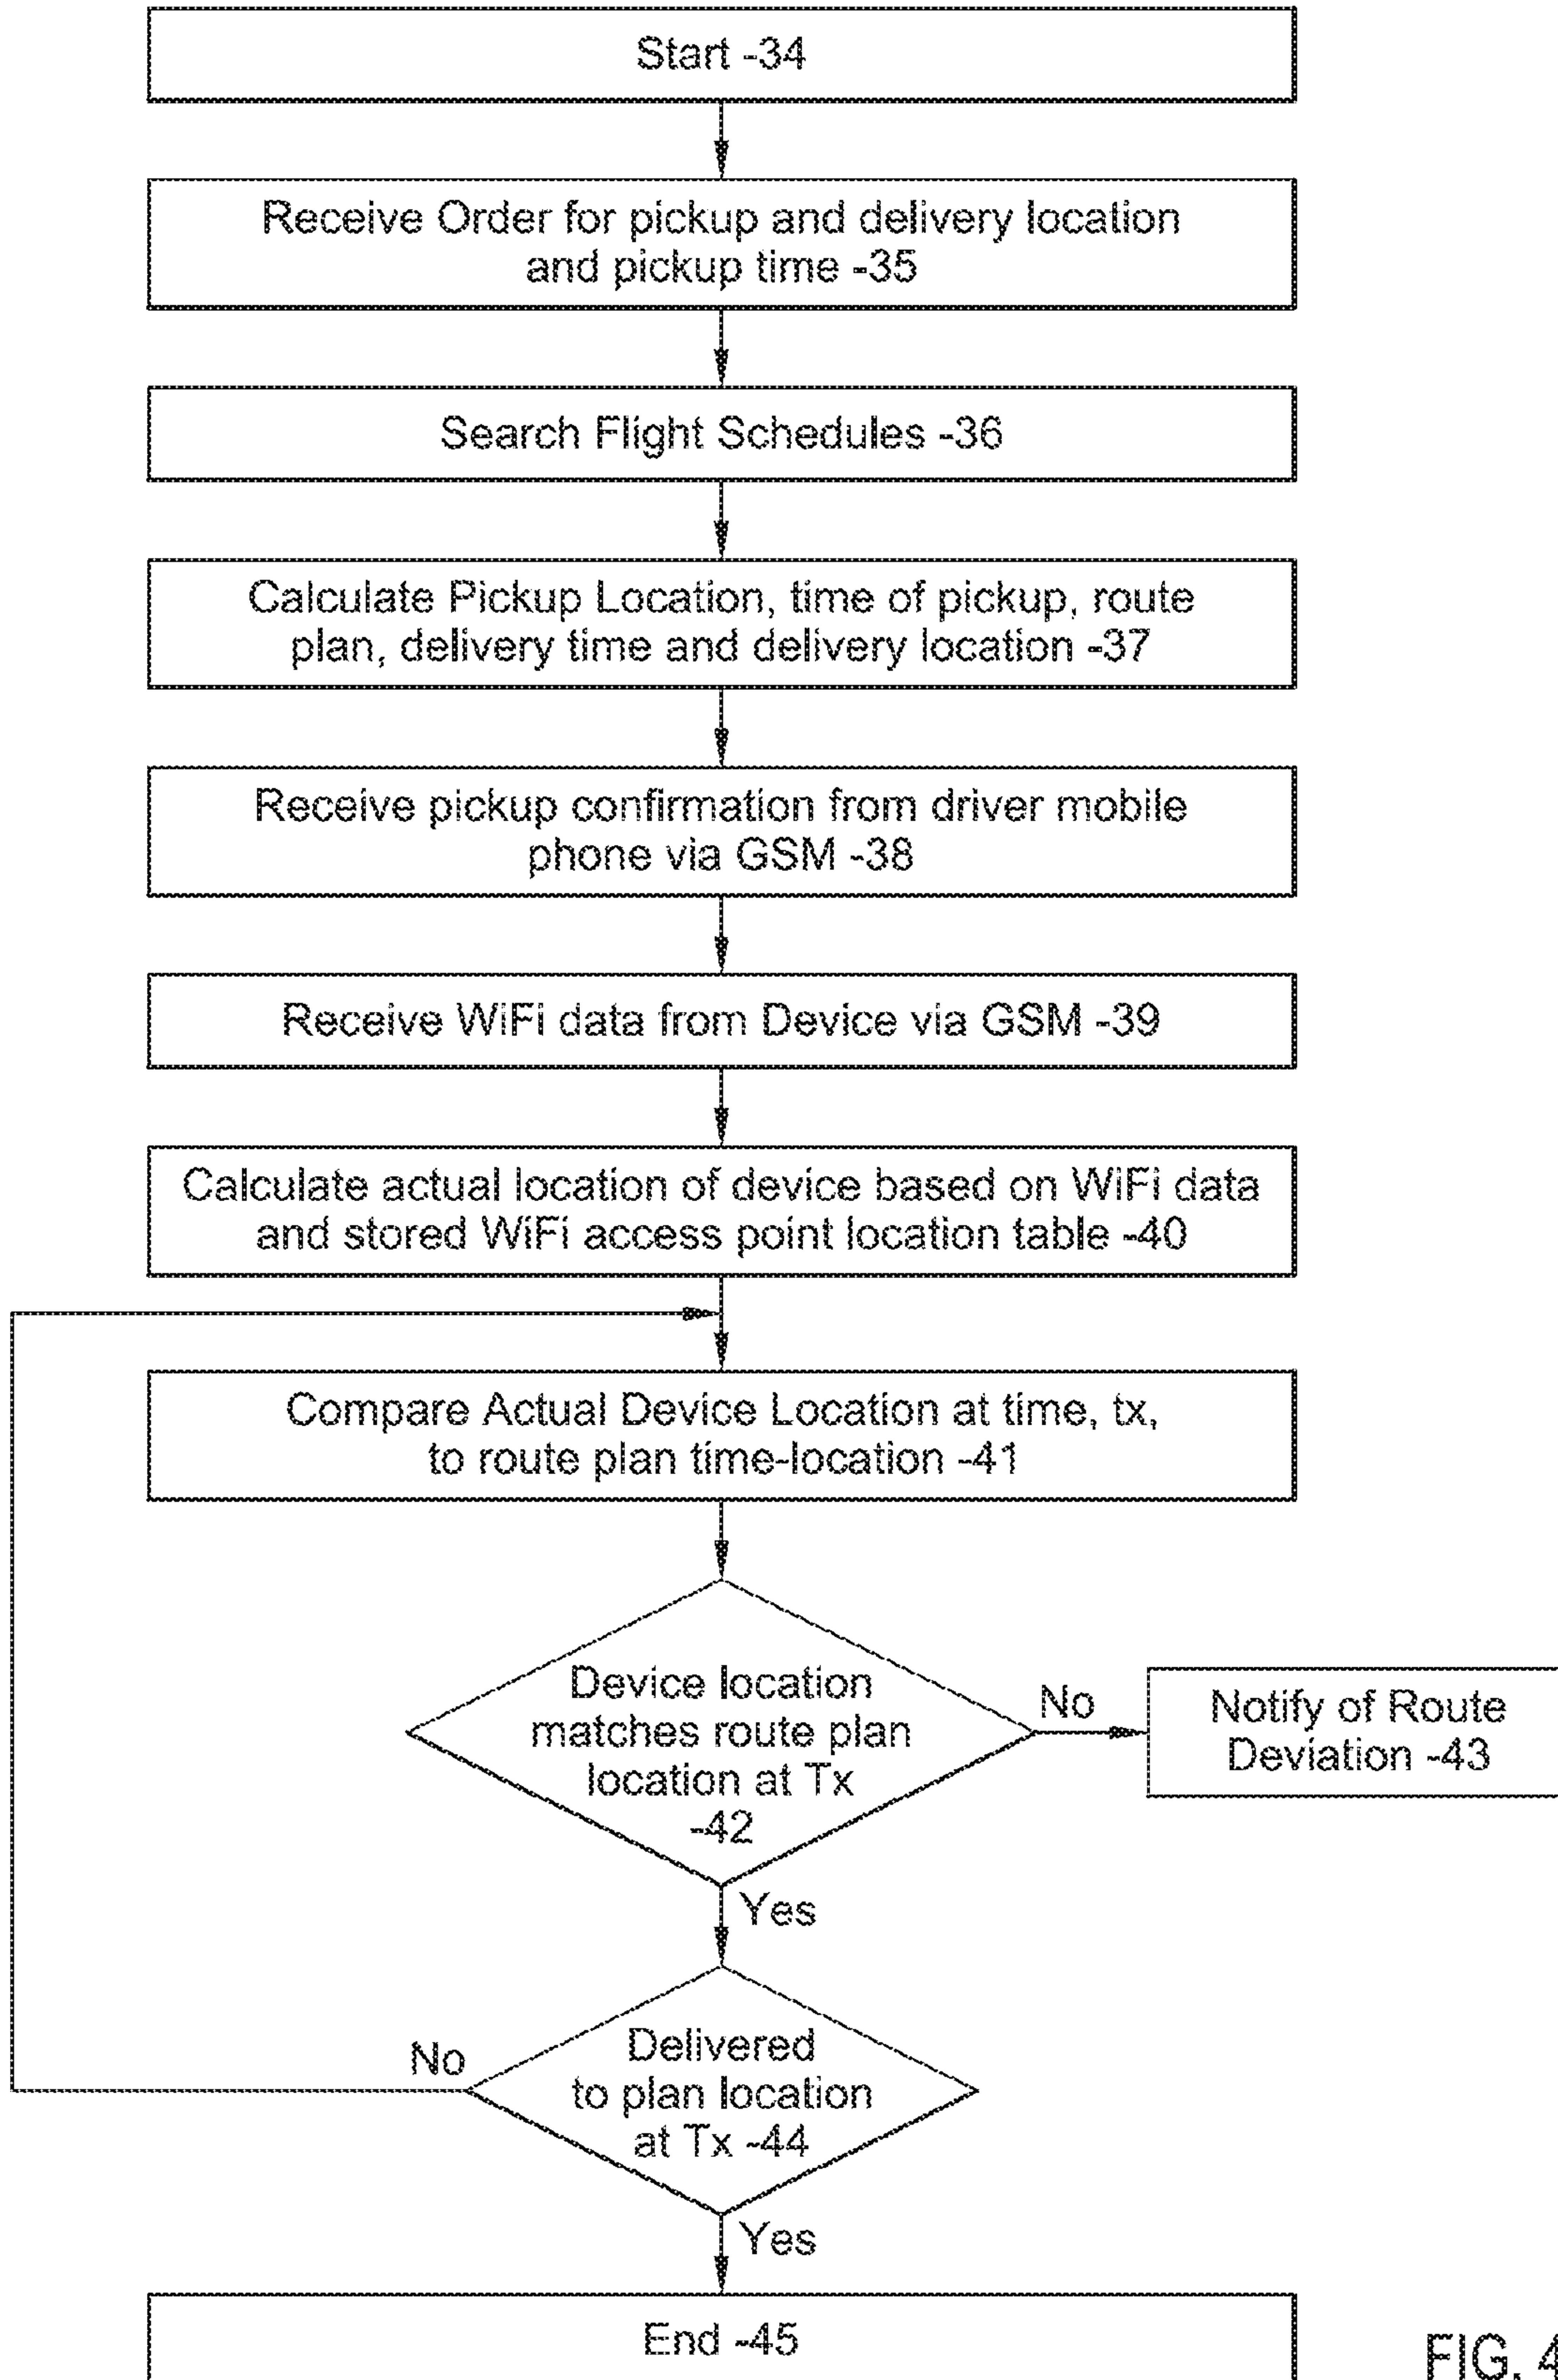 Start -34
Receive Order for pickup and delivery location
and pickup time -35
Search Flight Schedules -36
Calculate Pickup Location, time of pickup, route
plan, delivery time and delivery location -37
Receive pickup confirmation from driver mobile
phone via GSM -38
Receive WiFi data from Device via GSM -39
Calculate actual location of device based on WiFi data
and stored WiFi access point location table -40
Compare Actual Device Location at time, tx,
to route plan time-location -41
Device location
matches route plan
location at Tx
-42
No
Notify of Route
Deviation -43
Yes
Delivered
to plan location
at Tx -44
No
Yes
End -45
FIG. 4